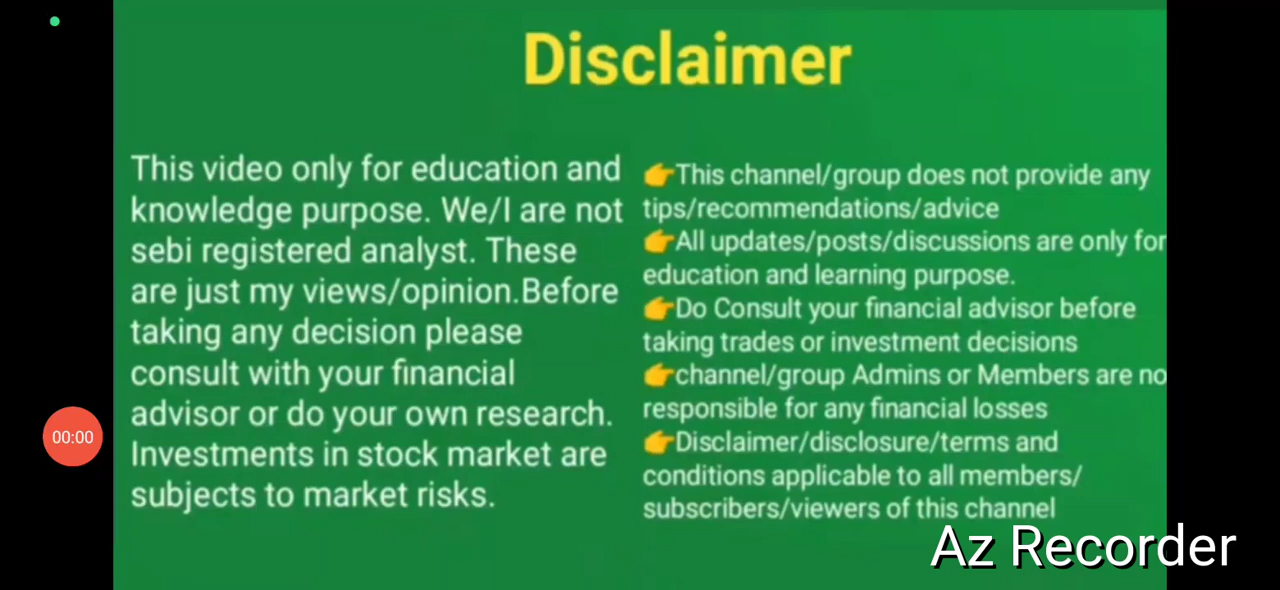 Disclaimer
This video only for education and
knowledge purpose. We/I are not
sebi registered analyst. These
are just my views/opinion.Before
taking any decision please
consult with your financial
advisor or do your own research.
Investments in stock market are
subjects to market risks.
👉This channel/group does not provide any
tips/recommendations/advice
👉All updates/posts/discussions are only for
education and learning purpose.
👉Do Consult your financial advisor before
taking trades or investment decisions
👉channel/group Admins or Members are no
responsible for any financial losses
👉Disclaimer/disclosure/terms and
conditions applicable to all members/
subscribers/viewers of this channel
00:00
Az Recorder